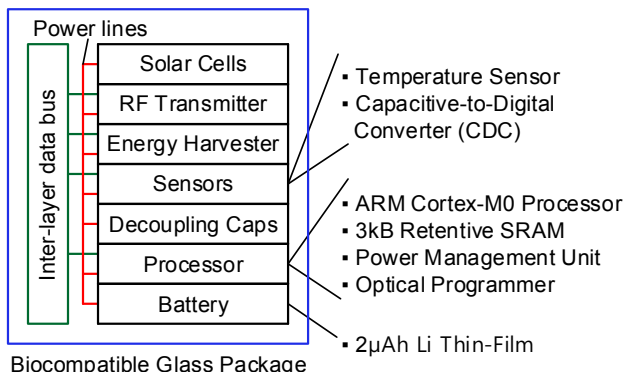 Power lines
Inter-layer data bus
Solar Cells
RF Transmitter
Energy Harvester
Sensors
Decoupling Caps
Processor
Battery
▪ Temperature Sensor
▪ Capacitive-to-Digital
Converter (CDC)
▪ ARM Cortex-M0 Processor
▪ 3kB Retentive SRAM
▪ Power Management Unit
▪ Optical Programmer
▪ 2µAh Li Thin-Film
Biocompatible Glass Package